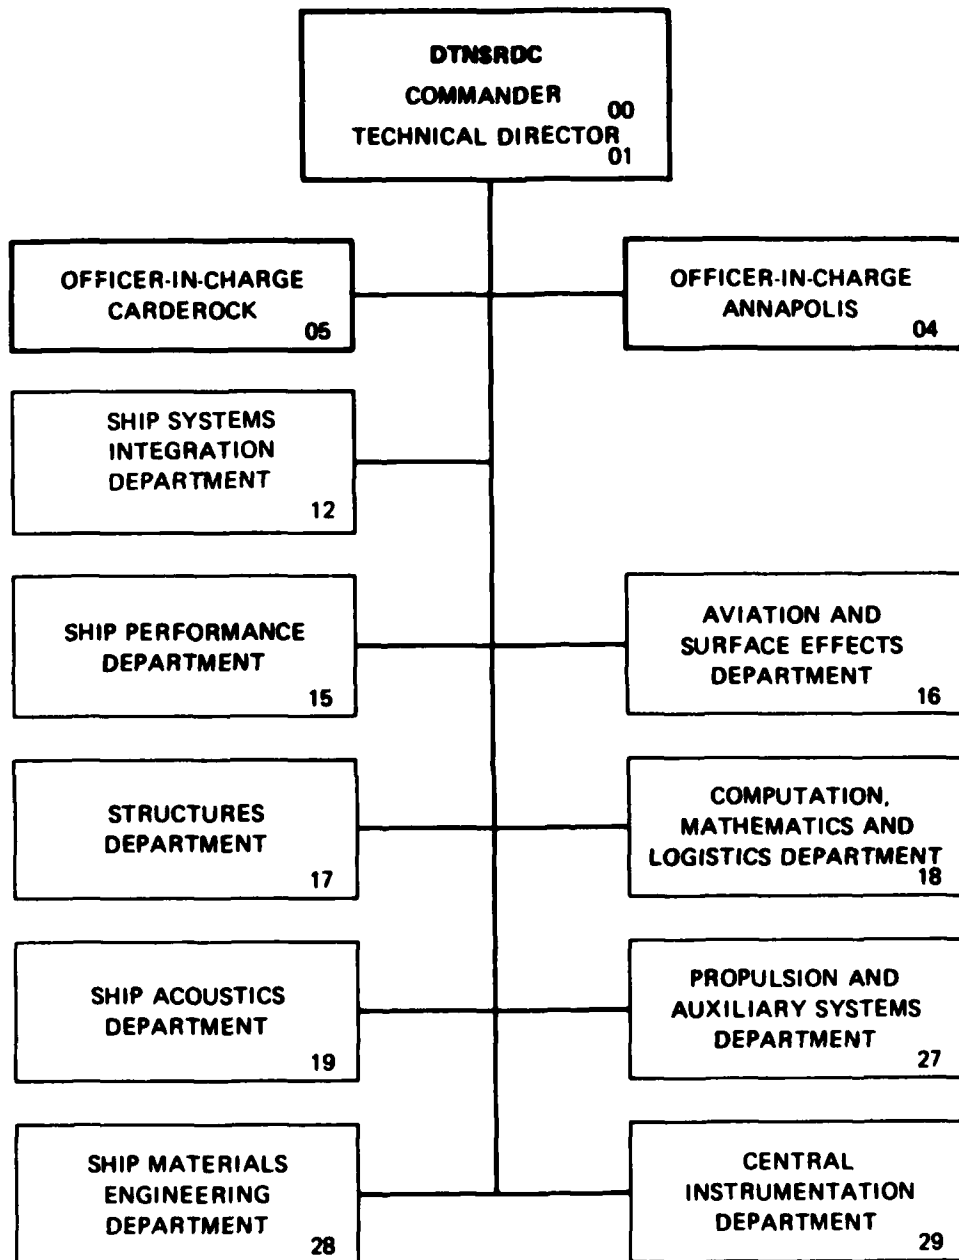 DTNSRDC
COMMANDER
00
TECHNICAL DIRECTOR
01
OFFICER-IN-CHARGE
CARDEROCK
05
OFFICER-IN-CHARGE
ANNAPOLIS
04
SHIP SYSTEMS
INTEGRATION
DEPARTMENT
12
SHIP PERFORMANCE
DEPARTMENT
15
AVIATION AND
SURFACE EFFECTS
DEPARTMENT
16
STRUCTURES
DEPARTMENT
17
COMPUTATION,
MATHEMATICS AND
LOGISTICS DEPARTMENT
18
SHIP ACOUSTICS
DEPARTMENT
19
PROPULSION AND
AUXILIARY SYSTEMS
DEPARTMENT
27
SHIP MATERIALS
ENGINEERING
DEPARTMENT
28
CENTRAL
INSTRUMENTATION
DEPARTMENT
29